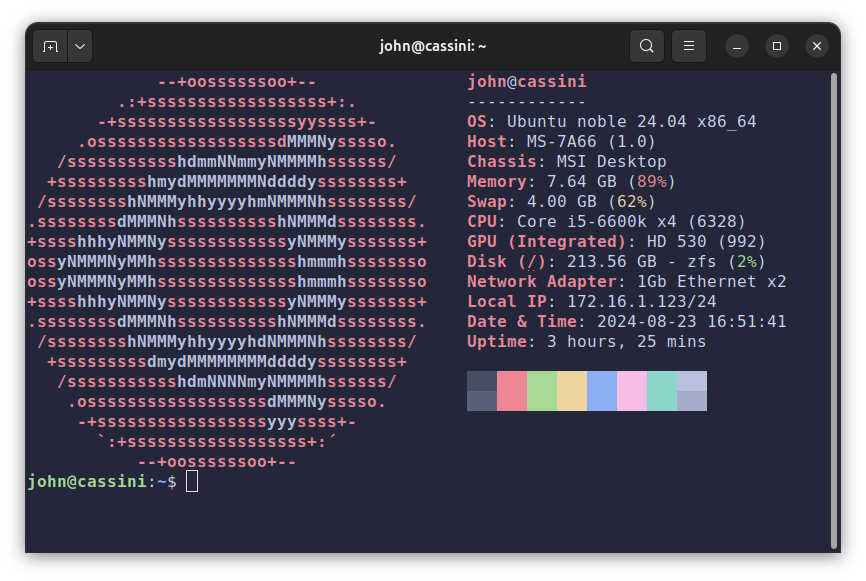 john@cassini: ~
--+oossssssoo+--
.:+ssssssssssssssssss+:.
-+ssssssssssssssssssyyssss+-
.ossssssssssssssssssdMMMNysssso.
/ssssssssssshdmmNNmmyNMMMMhssssss/
+ssssssssshmydMMMMMMMNddddyssssssss+
/sssssssshNMMMyhhyyyyhmNMMMNhssssssss/
.ssssssssdMMMNhsssssssssshNMMMdssssssss.
+sssshhhyNMMNyssssssssssssyNMMMysssssss+
ossyNMMMNyMMhsssssssssssssshmmmhssssssso
ossyNMMMNyMMhsssssssssssssshmmmhssssssso
+sssshhhyNMMNyssssssssssssyNMMMysssssss+
.ssssssssdMMMNhsssssssssshNMMMdssssssss.
/sssssssshNMMMyhhyyyyhdNMMMNhssssssss/
+sssssssssdmydMMMMMMMMddddyssssssss+
/ssssssssssshdmNNNNmyNMMMMhssssss/
.ossssssssssssssssssdMMMNysssso.
-+sssssssssssssssssyyyssss+-
`:+ssssssssssssssssss+:´
--+oossssssoo+--
john@cassini
------------
OS: Ubuntu noble 24.04 x86_64
Host: MS-7A66 (1.0)
Chassis: MSI Desktop
Memory: 7.64 GB (89%)
Swap: 4.00 GB (62%)
CPU: Core i5-6600k x4 (6328)
GPU (Integrated): HD 530 (992)
Disk (/): 213.56 GB - zfs (2%)
Network Adapter: 1Gb Ethernet x2
Local IP: 172.16.1.123/24
Date & Time: 2024-08-23 16:51:41
Uptime: 3 hours, 25 mins
john@cassini:~$